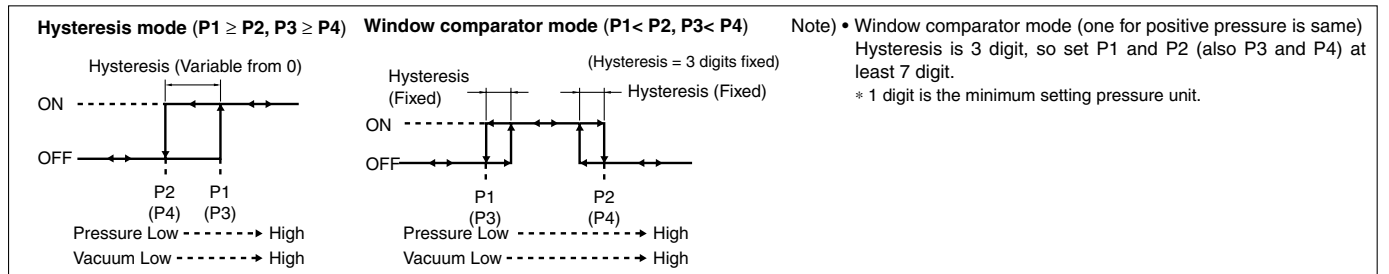 Hysteresis mode (P1 ≥ P2, P3 ≥ P4)
Hysteresis (Variable from 0)
ON
OFF
P2 P1
(P4) (P3)
Pressure Low High
Vacuum Low High
Window comparator mode (P1< P2, P3< P4)
(Hysteresis = 3 digits fixed)
Hysteresis
(Fixed)
Hysteresis (Fixed)
ON
OFF
P1 P2
(P3) (P4)
Pressure Low High
Vacuum Low High
Note) • Window comparator mode (one for positive pressure is same)
Hysteresis is 3 digit, so set P1 and P2 (also P3 and P4) at
least 7 digit.
* 1 digit is the minimum setting pressure unit.